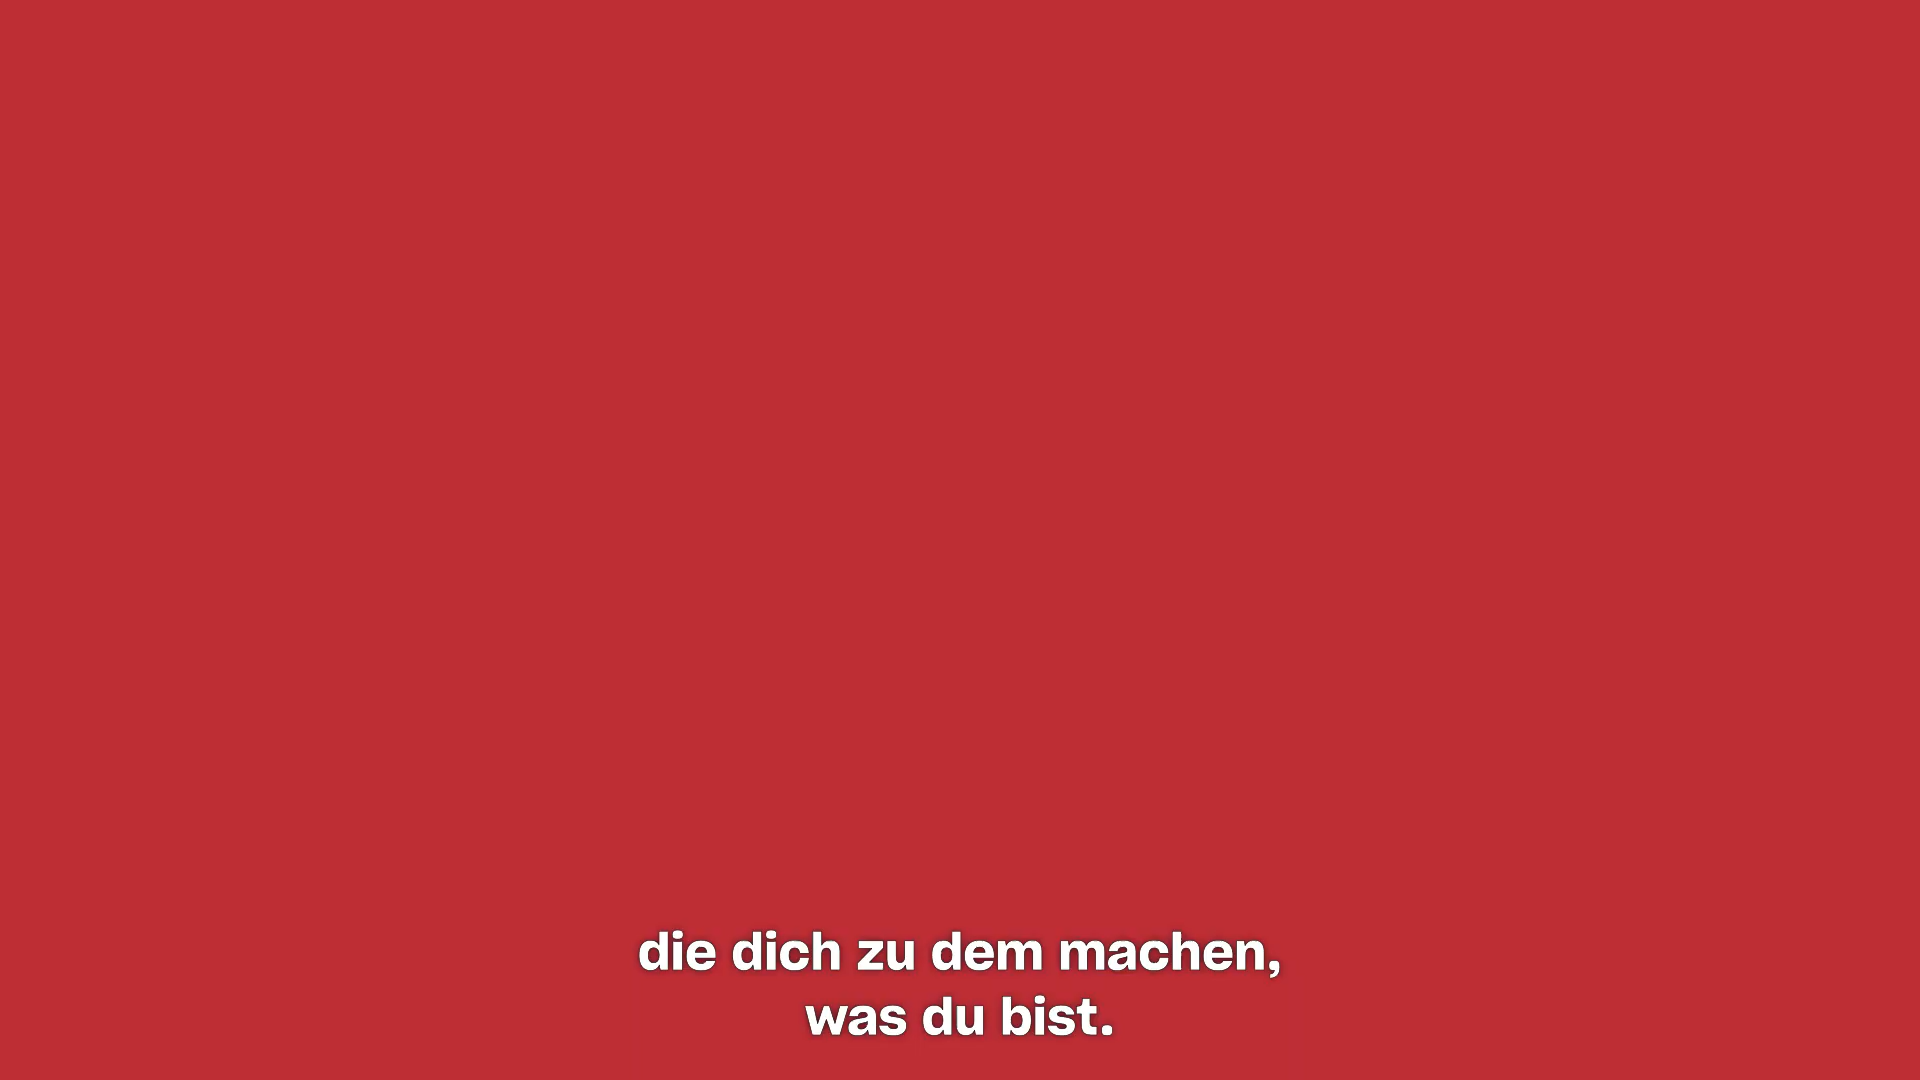 die dich zu dem machen,
was du bist.